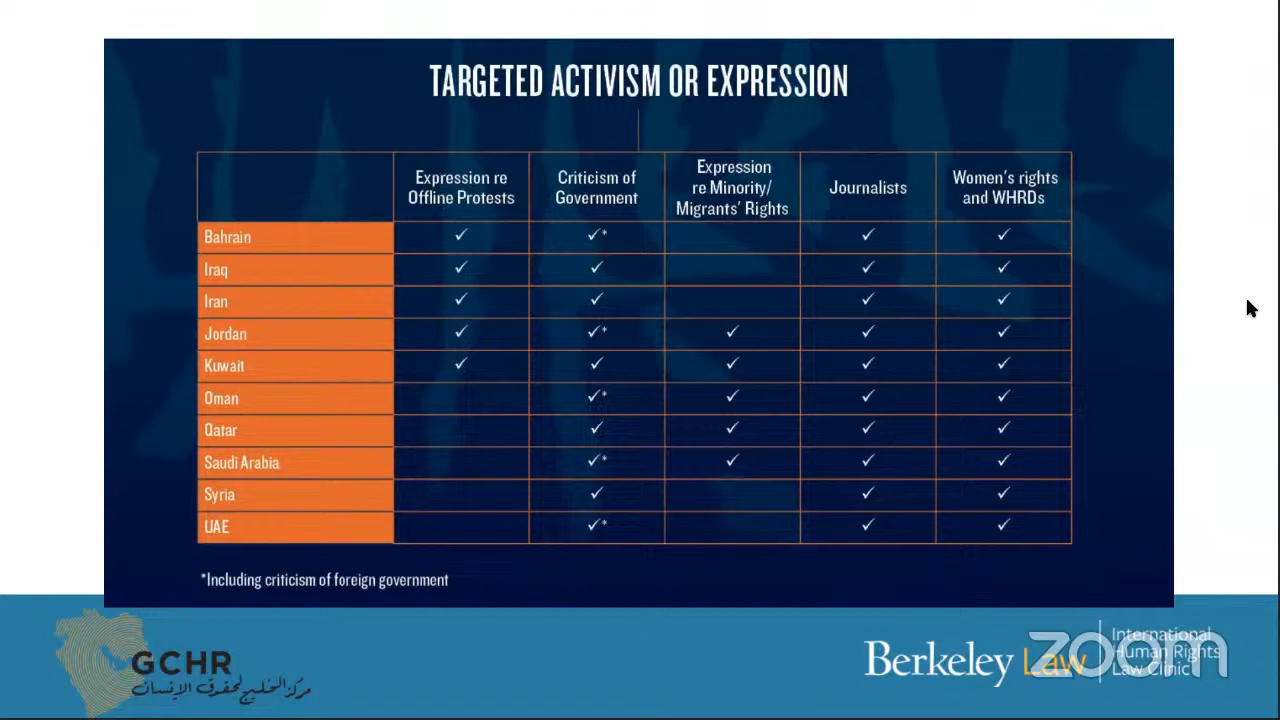 TARGETED ACTIVISM OR EXPRESSION
Expression re
Offline Protests
Criticism of
Government
Expression
re Minority/
Migrants' Rights
Journalists
Women's rights
and WHRDs
Bahrain ✓ ✓* ✓ ✓
Iraq ✓ ✓ ✓ ✓
Iran ✓ ✓ ✓ ✓
Jordan ✓ ✓* ✓ ✓ ✓
Kuwait ✓ ✓ ✓ ✓ ✓
Oman ✓* ✓ ✓ ✓
Qatar ✓ ✓ ✓ ✓
Saudi Arabia ✓* ✓ ✓ ✓
Syria ✓ ✓ ✓
UAE ✓* ✓ ✓
*Including criticism of foreign government
GCHR
مركز الخليج لحقوق الإنسان
Berkeley Law
International
Human Rights
Law Clinic
zoom